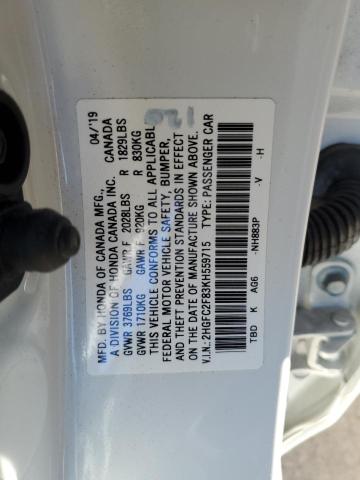 04/'19
MFD. BY HONDA OF CANADA MFG.,
A DIVISION OF HONDA CANADA INC. CANADA
GVWR 3769LBS GAWR F 2028LBS R 1829LBS
GVWR 1710KG GAWR F 920KG R 830KG
THIS VEHICLE CONFORMS TO ALL APPLICABLE
FEDERAL MOTOR VEHICLE SAFETY, BUMPER,
AND THEFT PREVENTION STANDARDS IN EFFECT
ON THE DATE OF MANUFACTURE SHOWN ABOVE.
V.I.N.: 2HGFC2F83KH559715 TYPE: PASSENGER CAR
TBD K AG6 -NH883P -V -H